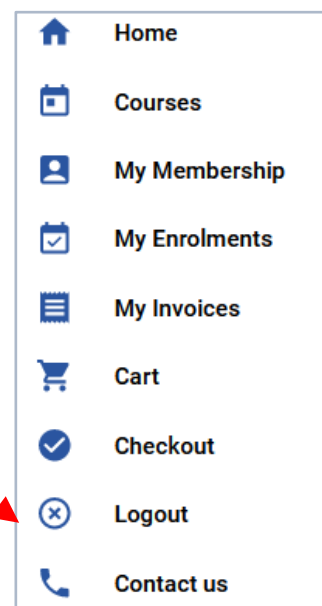 Home
Courses
My Membership
My Enrolments
My Invoices
Cart
Checkout
Logout
Contact us